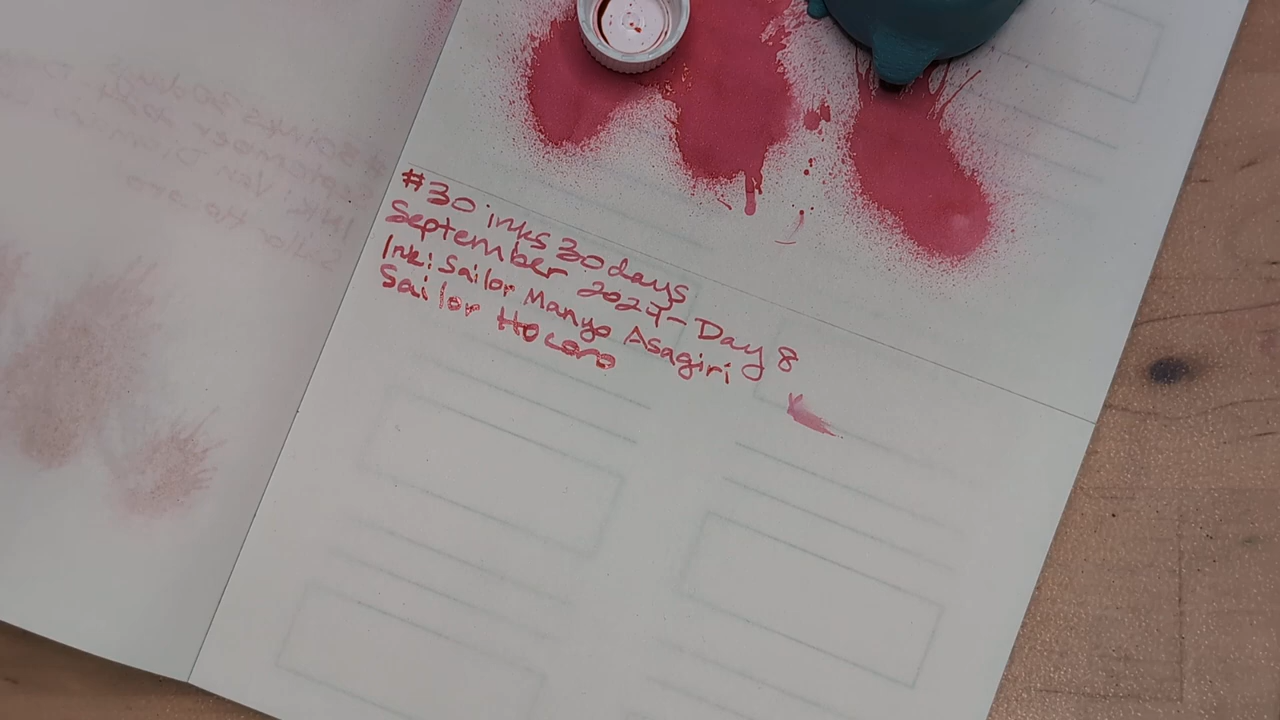 #30 inks 30 days
September 2024 - Day 8
Ink: Sailor Manyo Asagiri
Sailor Hocoro